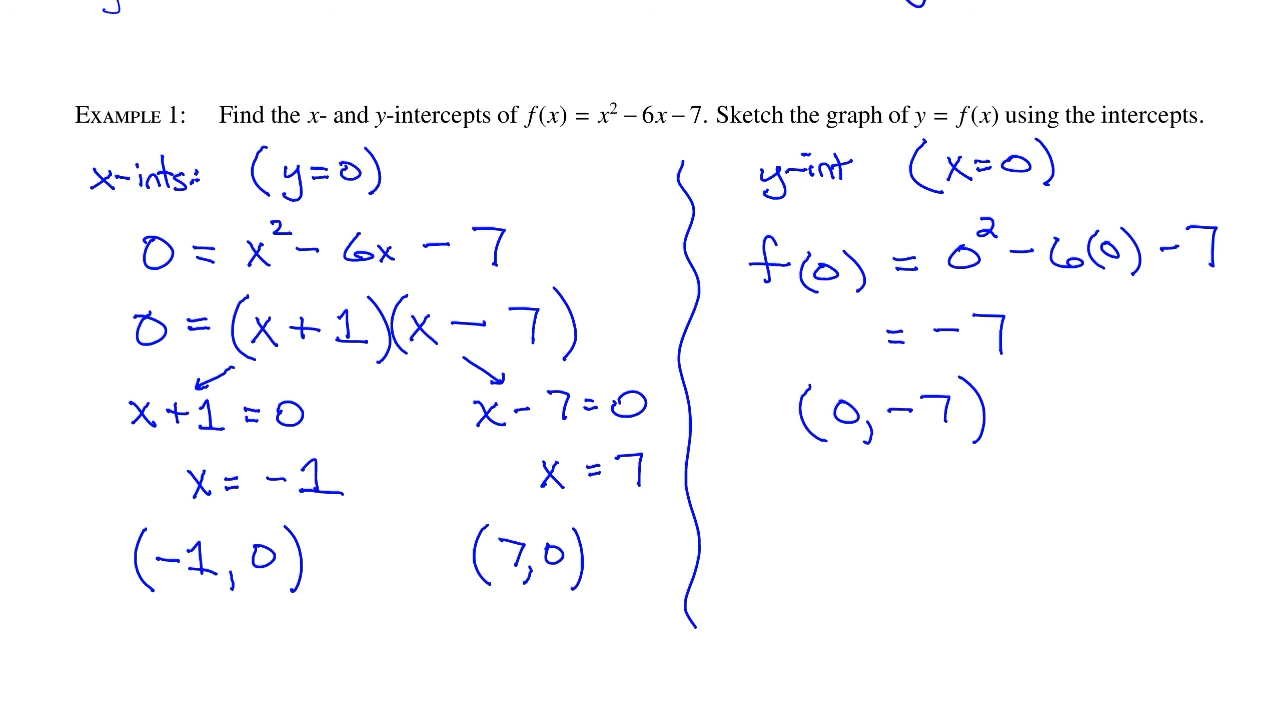 EXAMPLE 1: Find the x- and y-intercepts of f(x) = x² − 6x − 7. Sketch the graph of y = f(x) using the intercepts.
x-ints: (y=0)
0 = x² − 6x − 7
0 = (x + 1)(x − 7)
x+1 = 0 x − 7 = 0
x = −1 x = 7
(−1, 0) (7, 0)
y-int (x=0)
f(0) = 0² − 6(0) − 7
= −7
(0, −7)